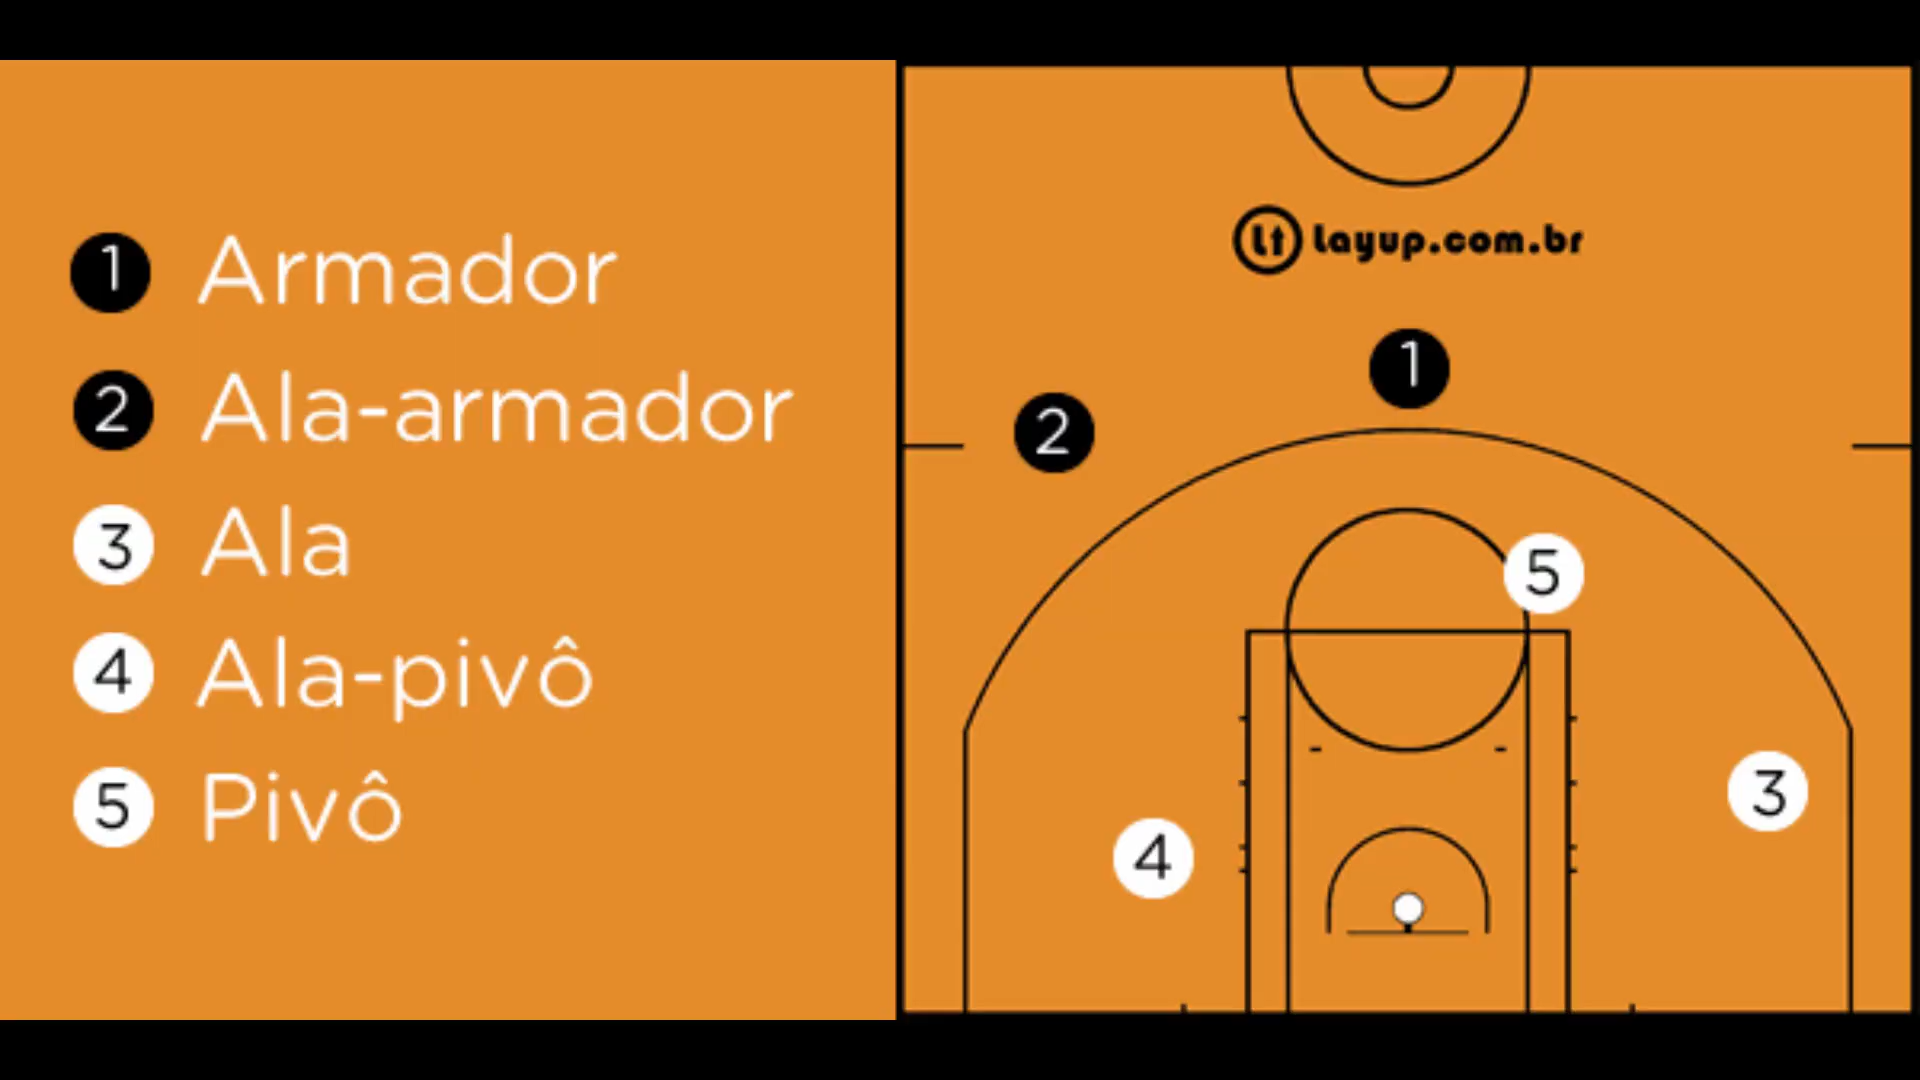 1 Armador
2 Ala-armador
3 Ala
4 Ala-pivô
5 Pivô
Lt Layup.com.br
1
2
5
3
4